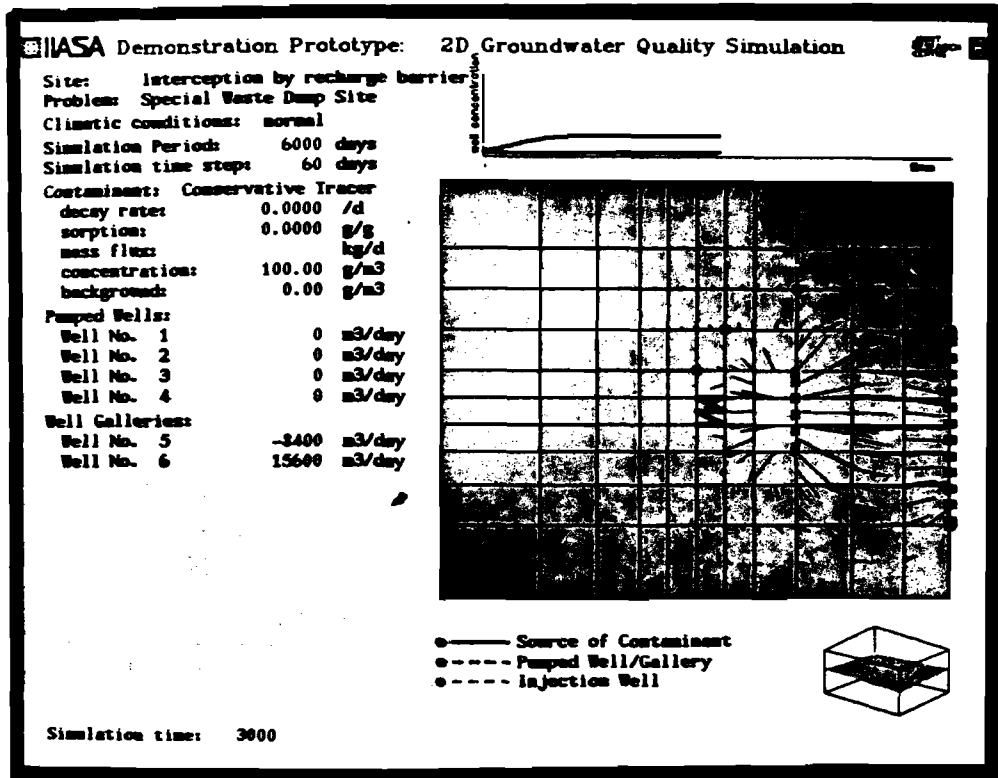 IIASA Demonstration Prototype: 2D Groundwater Quality Simulation
Site: Interception by recharge barrier
Problem: Special Waste Dump Site
Climatic conditions: normal
Simulation Period: 6000 days
Simulation time step: 60 days
Contaminant: Conservative Tracer
decay rate: 0.0000 /d
sorption: 0.0000 g/g
mass flux: kg/d
concentration: 100.00 g/m3
background: 0.00 g/m3
Pumped Wells:
Well No. 1 0 m3/day
Well No. 2 0 m3/day
Well No. 3 0 m3/day
Well No. 4 0 m3/day
Well Galleries:
Well No. 5 -8400 m3/day
Well No. 6 15600 m3/day
well concentration
Source of Contaminant
Pumped Well/Gallery
Injection Well
Simulation time: 3000